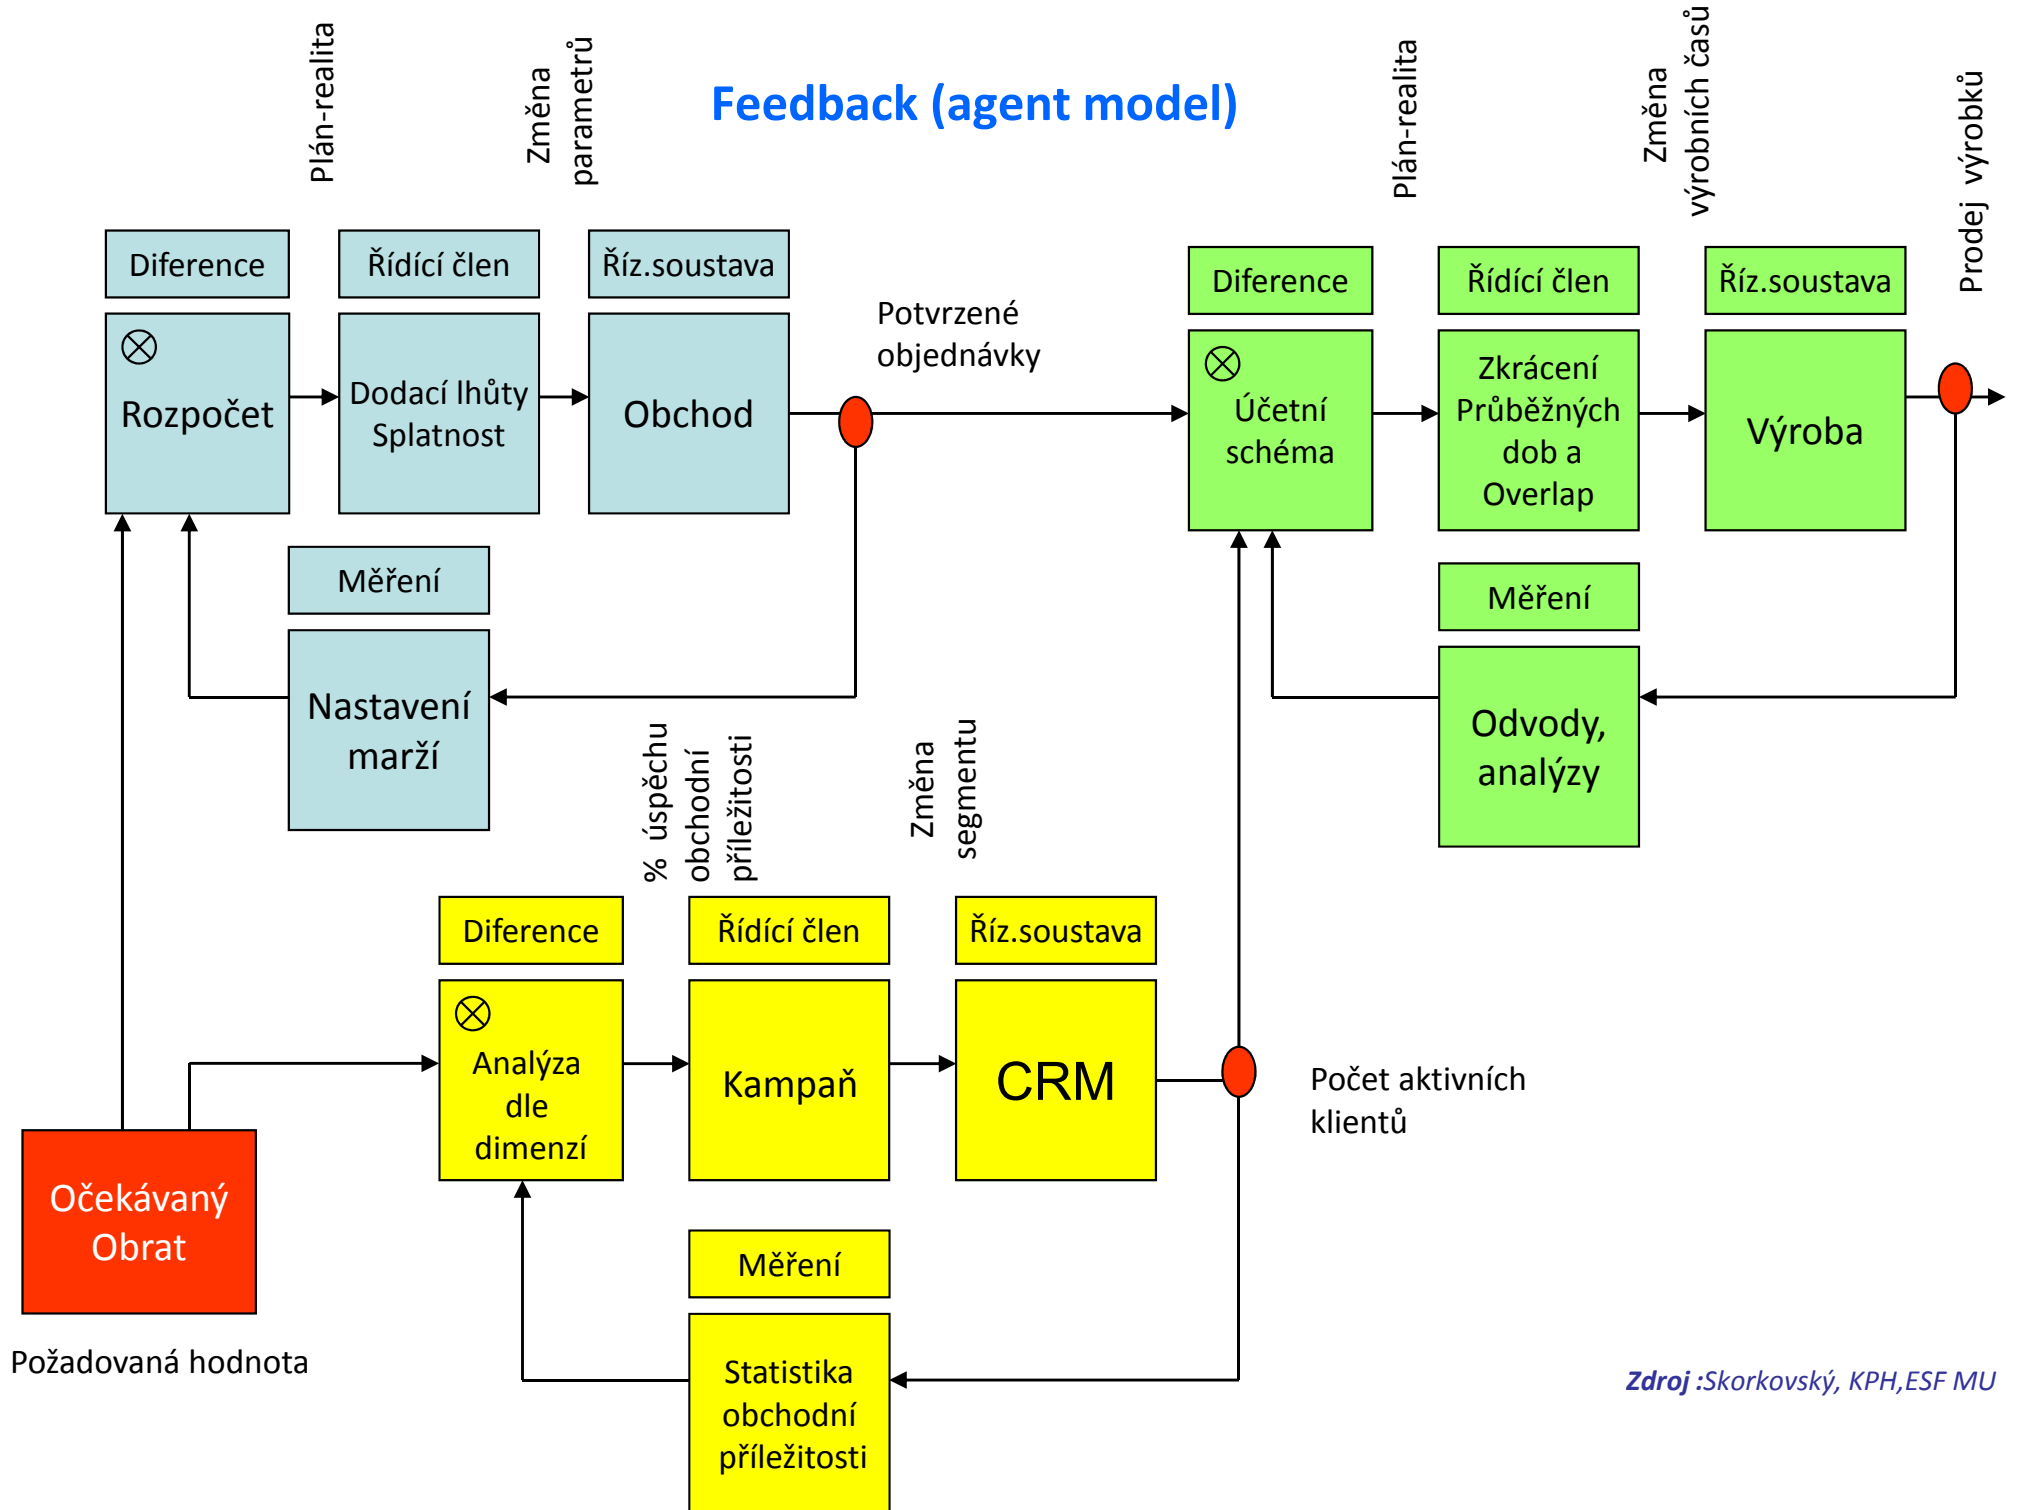 Feedback (agent model)
Plán-realita
Změna
parametrů
Plán-realita
Změna
výrobních časů
Prodej výrobků
Diference
Řídící člen
Říz.soustava
Rozpočet
Dodací lhůty
Splatnost
Obchod
Potvrzené
objednávky
Měření
Nastavení
marží
Diference
Řídící člen
Říz.soustava
Účetní
schéma
Zkrácení
Průběžných
dob a
Overlap
Výroba
Měření
Odvody,
analýzy
% úspěchu
obchodní
příležitosti
Změna
segmentu
Diference
Řídící člen
Říz.soustava
Analýza
dle
dimenzí
Kampaň
CRM
Počet aktivních
klientů
Měření
Statistika
obchodní
příležitosti
Očekávaný
Obrat
Požadovaná hodnota
Zdroj :Skorkovský, KPH,ESF MU